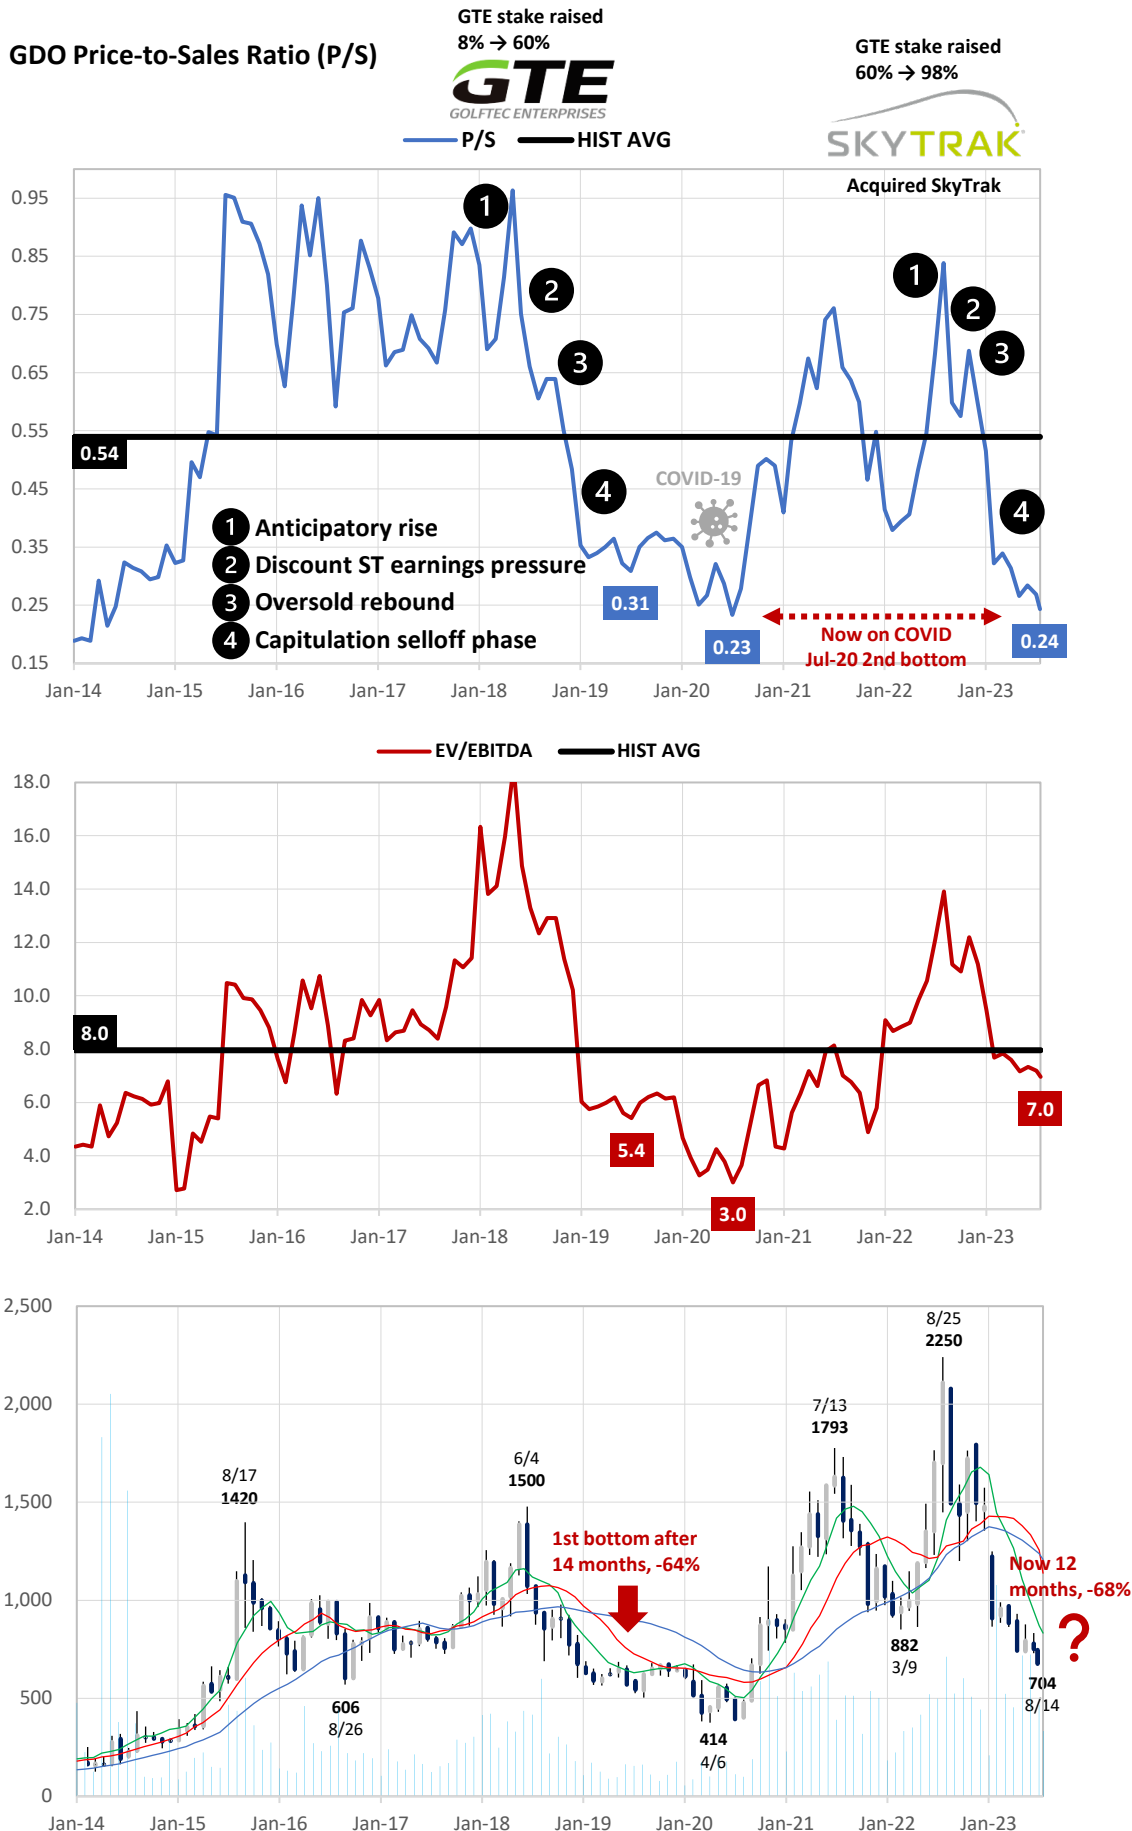 GTE stake raised
8% → 60%
GDO Price-to-Sales Ratio (P/S)
GTE
GOLFTEC ENTERPRISES
GTE stake raised
60% → 98%
SKYTRAK
Acquired SkyTrak
P/S HIST AVG
0.95
0.85
0.75
0.65
0.55
0.45
0.35
0.25
0.15
0.54
1
2
3
4
1
2
3
4
COVID-19
1 Anticipatory rise
2 Discount ST earnings pressure
3 Oversold rebound
4 Capitulation selloff phase
0.31
0.23
Now on COVID
Jul-20 2nd bottom
0.24
Jan-14 Jan-15 Jan-16 Jan-17 Jan-18 Jan-19 Jan-20 Jan-21 Jan-22 Jan-23
EV/EBITDA HIST AVG
18.0
16.0
14.0
12.0
10.0
8.0
6.0
4.0
2.0
8.0
5.4
3.0
7.0
Jan-14 Jan-15 Jan-16 Jan-17 Jan-18 Jan-19 Jan-20 Jan-21 Jan-22 Jan-23
2,500
2,000
1,500
1,000
500
0
8/17
1420
606
8/26
6/4
1500
1st bottom after
14 months, -64%
414
4/6
7/13
1793
882
3/9
8/25
2250
Now 12
months, -68%
?
704
8/14
Jan-14 Jan-15 Jan-16 Jan-17 Jan-18 Jan-19 Jan-20 Jan-21 Jan-22 Jan-23